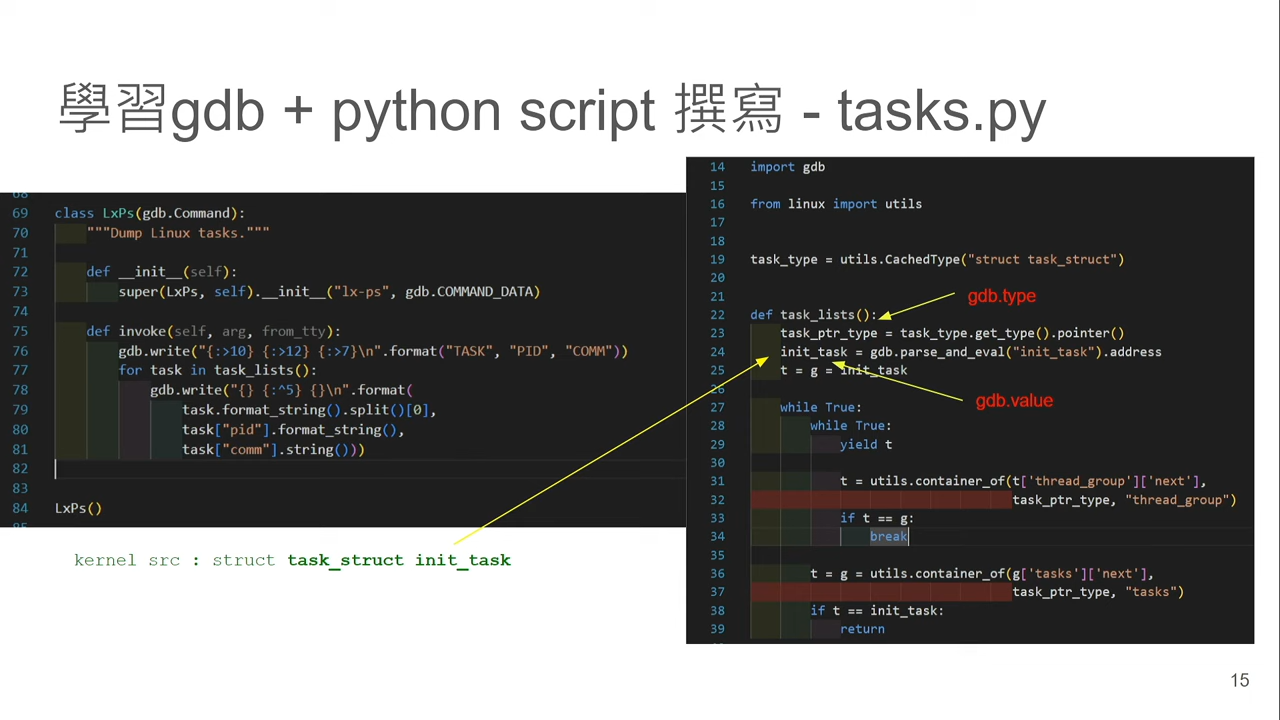 學習gdb + python script 撰寫 - tasks.py
68
69 class LxPs(gdb.Command):
70 """Dump Linux tasks."""
71
72 def __init__(self):
73 super(LxPs, self).__init__("lx-ps", gdb.COMMAND_DATA)
74
75 def invoke(self, arg, from_tty):
76 gdb.write("{:>10} {:>12} {:>7}\n".format("TASK", "PID", "COMM"))
77 for task in task_lists():
78 gdb.write("{} {:^5} {}\n".format(
79 task.format_string().split()[0],
80 task["pid"].format_string(),
81 task["comm"].string()))
82
83
84 LxPs()
85
kernel src : struct task_struct init_task
14 import gdb
15
16 from linux import utils
17
18
19 task_type = utils.CachedType("struct task_struct")
20
21
22 def task_lists():
23 task_ptr_type = task_type.get_type().pointer()
24 init_task = gdb.parse_and_eval("init_task").address
25 t = g = init_task
26
27 while True:
28 while True:
29 yield t
30
31 t = utils.container_of(t['thread_group']['next'],
32 task_ptr_type, "thread_group")
33 if t == g:
34 break
35
36 t = g = utils.container_of(g['tasks']['next'],
37 task_ptr_type, "tasks")
38 if t == init_task:
39 return
gdb.type
gdb.value
15